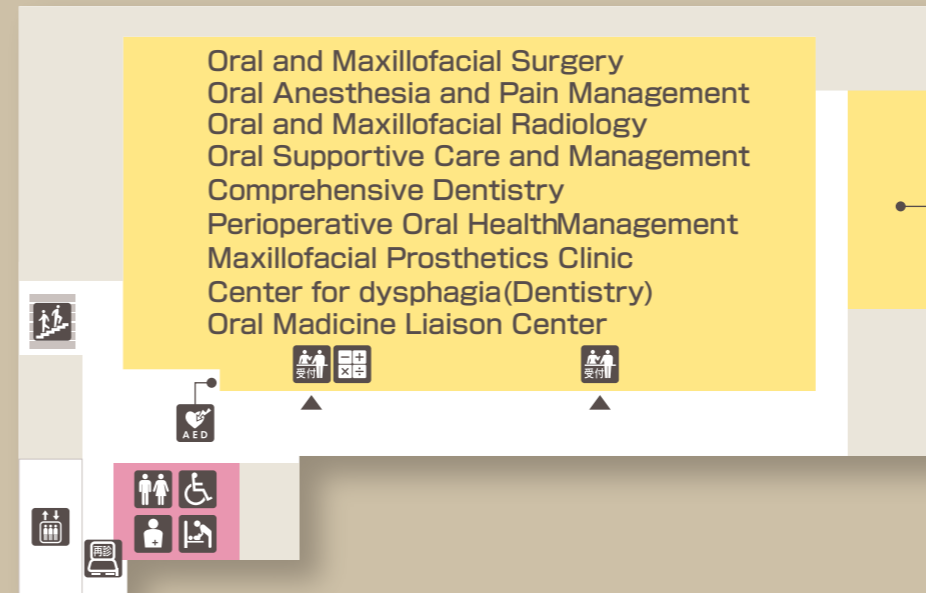 Oral and Maxillofacial Surgery
Oral Anesthesia and Pain Management
Oral and Maxillofacial Radiology
Oral Supportive Care and Management
Comprehensive Dentistry
Perioperative Oral HealthManagement
Maxillofacial Prosthetics Clinic
Center for dysphagia(Dentistry)
Oral Madicine Liaison Center
受付
受付
AED
再診